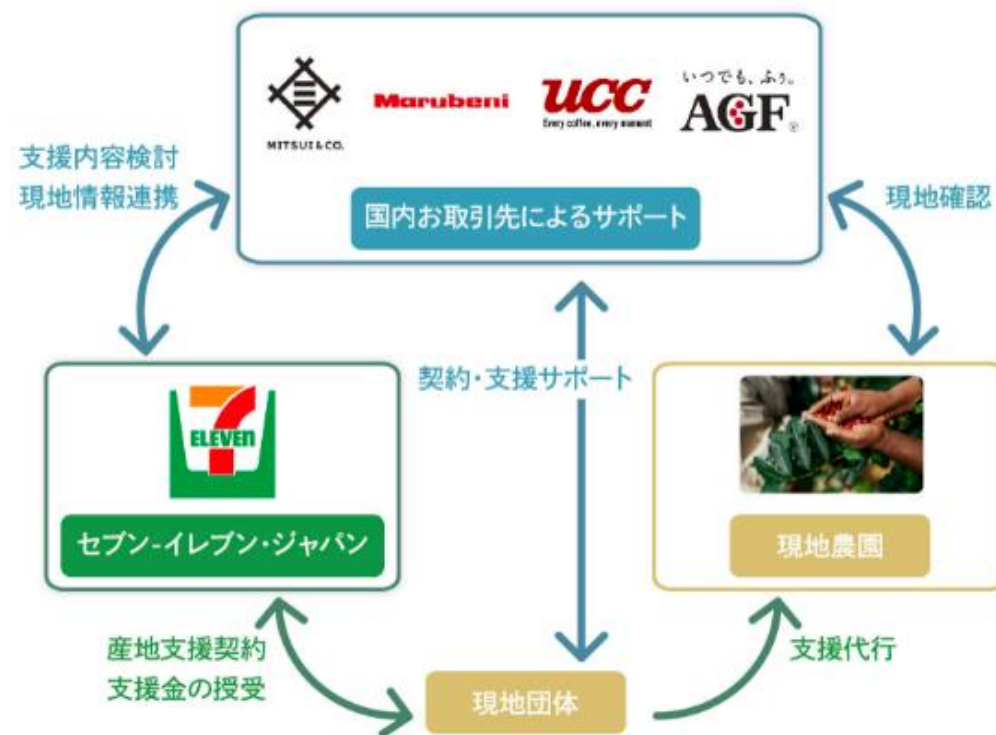 MITSUI & CO.
Marubeni
UCC
Every coffee, every moment
いつでも、ふぅ。
AGF®
国内お取引先によるサポート
支援内容検討
現地情報連携
現地確認
契約・支援サポート
7
ELEVEN
セブン-イレブン・ジャパン
現地農園
産地支援契約
支援金の授受
支援代行
現地団体